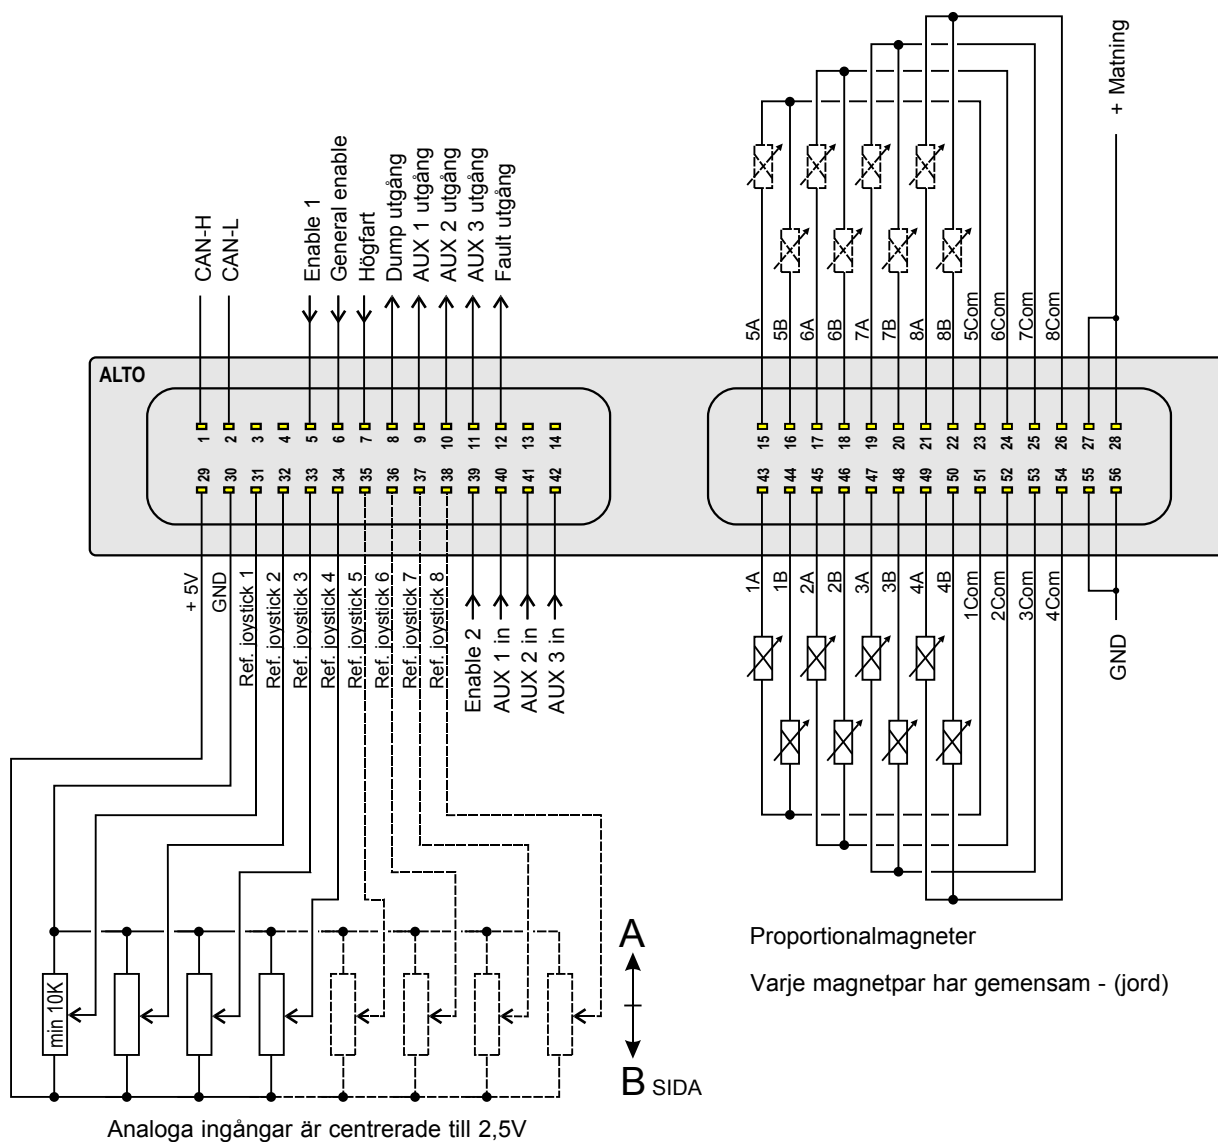 + Matning
CAN-H
CAN-L
Enable 1
General enable
Högfart
Dump utgång
AUX 1 utgång
AUX 2 utgång
AUX 3 utgång
Fault utgång
5A
5B
6A
6B
7A
7B
8A
8B
5Com
6Com
7Com
8Com
ALTO
1 2 3 4 5 6 7 8 9 10 11 12 13 14
29 30 31 32 33 34 35 36 37 38 39 40 41 42
15 16 17 18 19 20 21 22 23 24 25 26 27 28
43 44 45 46 47 48 49 50 51 52 53 54 55 56
+ 5V
GND
Ref. joystick 1
Ref. joystick 2
Ref. joystick 3
Ref. joystick 4
Ref. joystick 5
Ref. joystick 6
Ref. joystick 7
Ref. joystick 8
Enable 2
AUX 1 in
AUX 2 in
AUX 3 in
1A
1B
2A
2B
3A
3B
4A
4B
1Com
2Com
3Com
4Com
GND
min 10K
A
B SIDA
Proportionalmagneter
Varje magnetpar har gemensam - (jord)
Analoga ingångar är centrerade till 2,5V